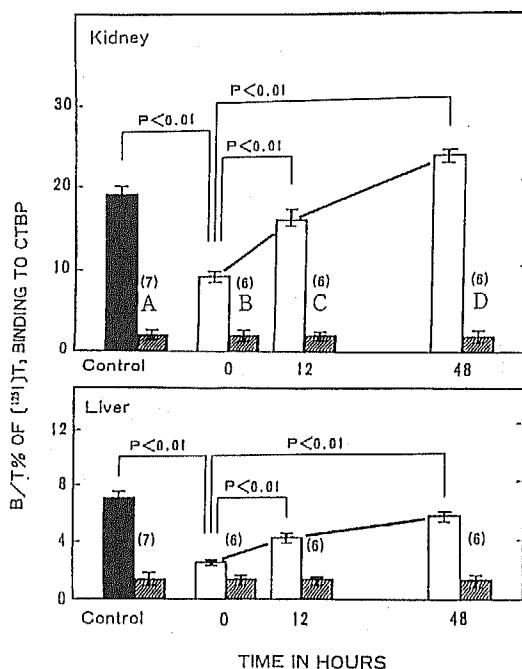 Kidney
30
20
10
0
P<0.01
P<0.01
P<0.01
(7)
A
(6)
B
(6)
C
(6)
D
Control
0
12
48
Liver
12
8
4
0
P<0.01
P<0.01
P<0.01
(7)
(6)
(6)
(6)
Control
0
12
48
TIME IN HOURS
B/T% OF [¹²⁵I]T, BINDING TO CTBP